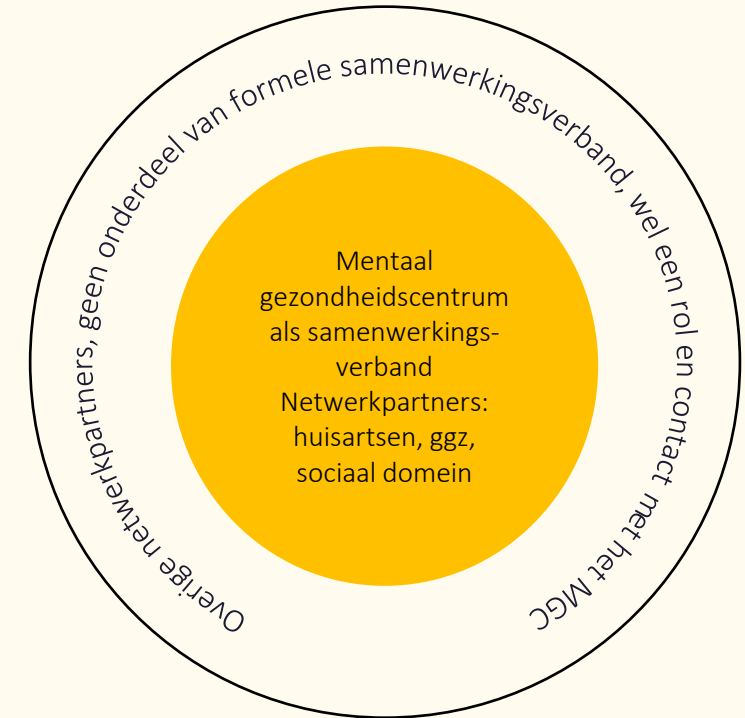 Overige netwerkpartners, geen onderdeel van formele samenwerkingsverband, wel een rol en contact met het MGC
Mentaal
gezondheidscentrum
als samenwerkings-
verband
Netwerkpartners:
huisartsen, ggz,
sociaal domein